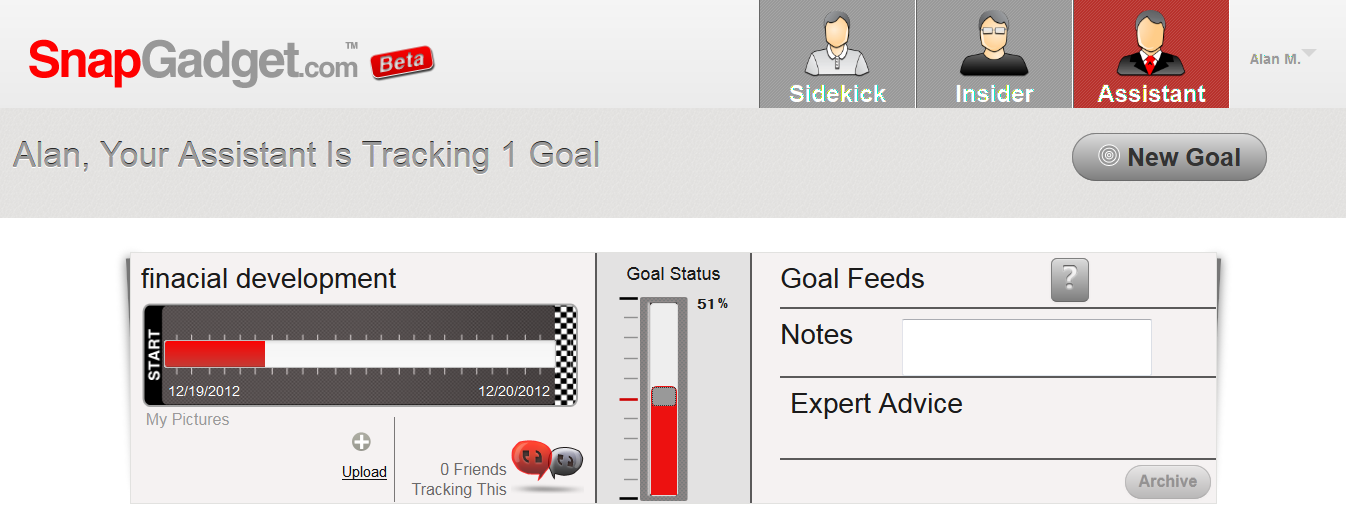 SnapGadget.com™ Beta
Sidekick
Insider
Assistant
Alan M.
Alan, Your Assistant Is Tracking 1 Goal
New Goal
finacial development
START
12/19/2012
12/20/2012
My Pictures
Upload
0 Friends
Tracking This
Goal Status
51%
Goal Feeds
?
Notes
Expert Advice
Archive